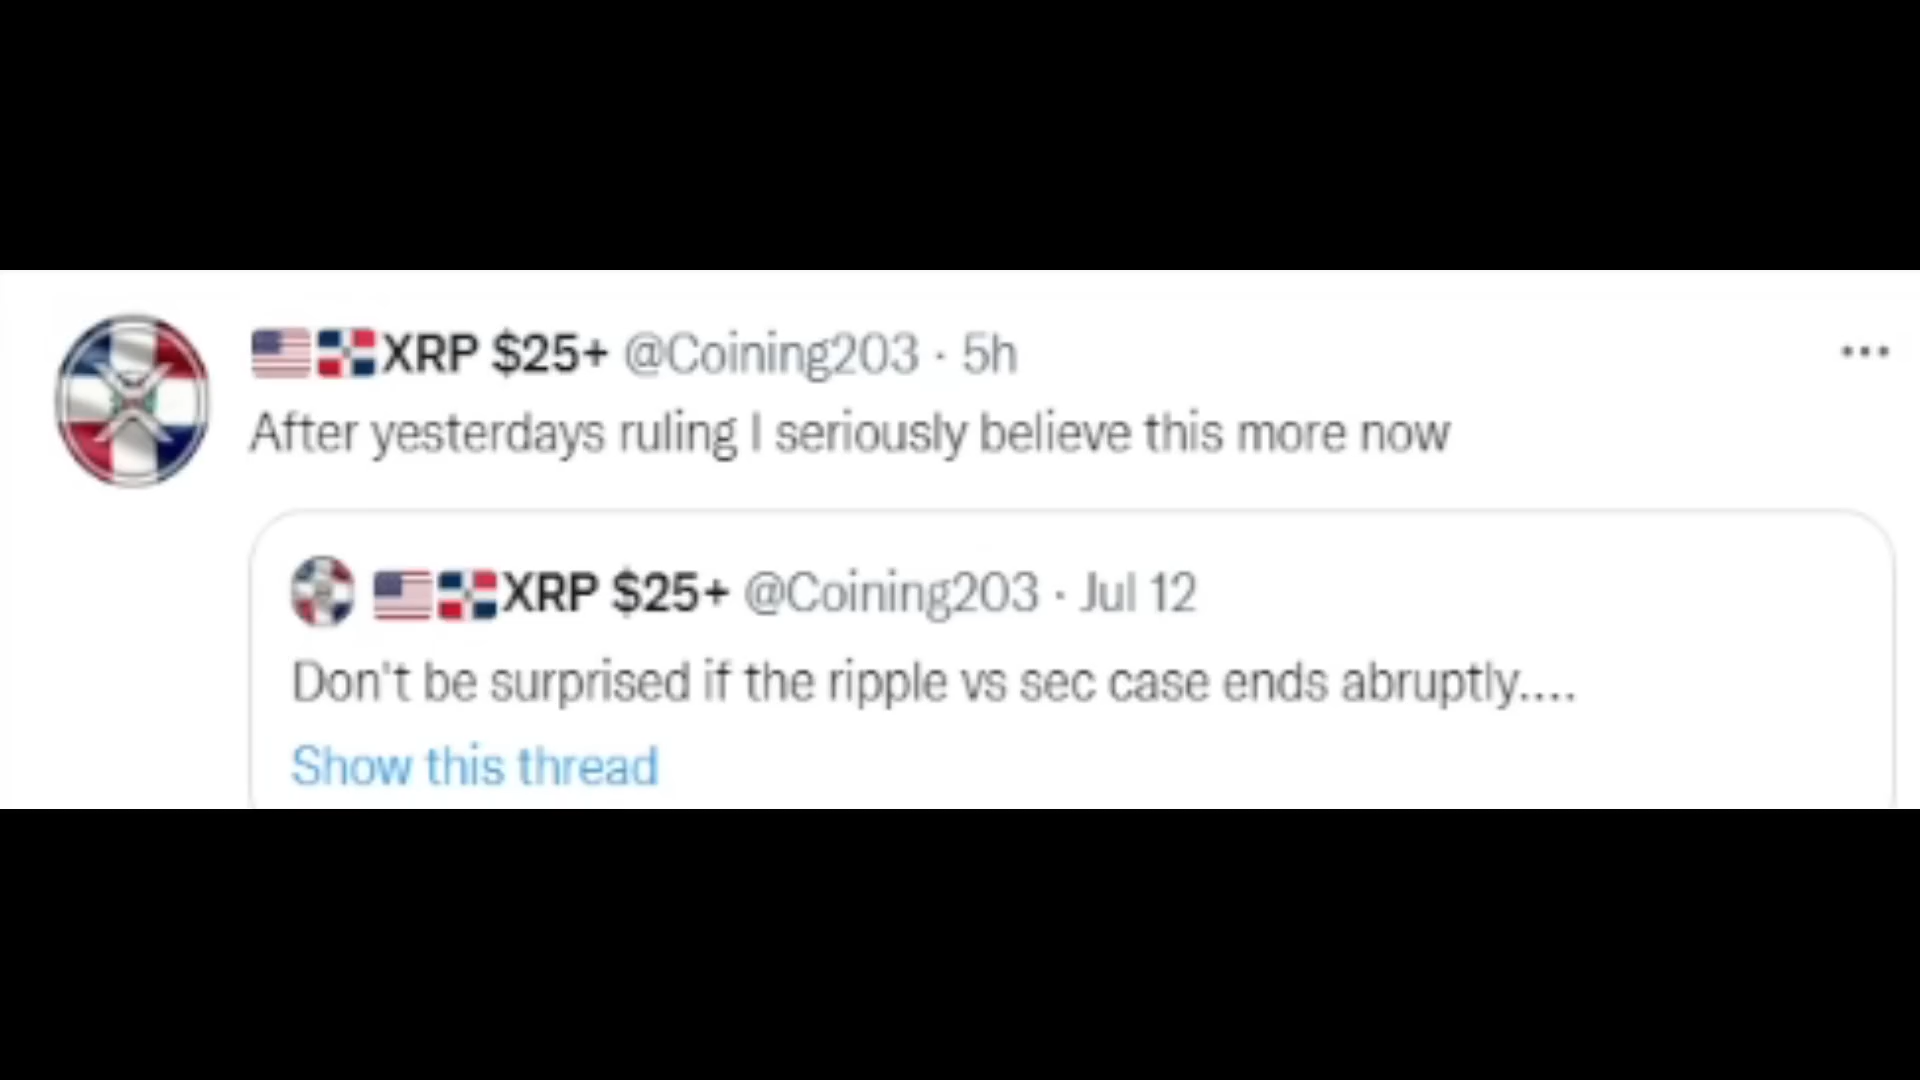 🇺🇸🇩🇴XRP $25+ @Coining203 · 5h
After yesterdays ruling I seriously believe this more now
🇺🇸🇩🇴XRP $25+ @Coining203 · Jul 12
Don't be surprised if the ripple vs sec case ends abruptly....
Show this thread